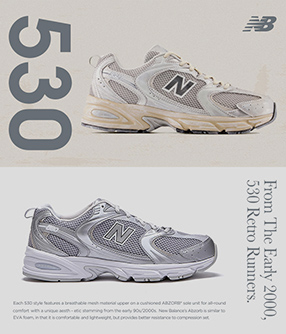 530
NB
N
N
From The Early 2000,
530 Retro Runners.
Each 530 style features a breathable mesh material upper on a cushioned ABZORB® sole unit for all-round
comfort, with a unique aesth - etic stemming from the early 90s/2000s. New Balance's Absorb is similar to
EVA foam, in that it is comfortable and lightweight, but provides better resistance to compression set.